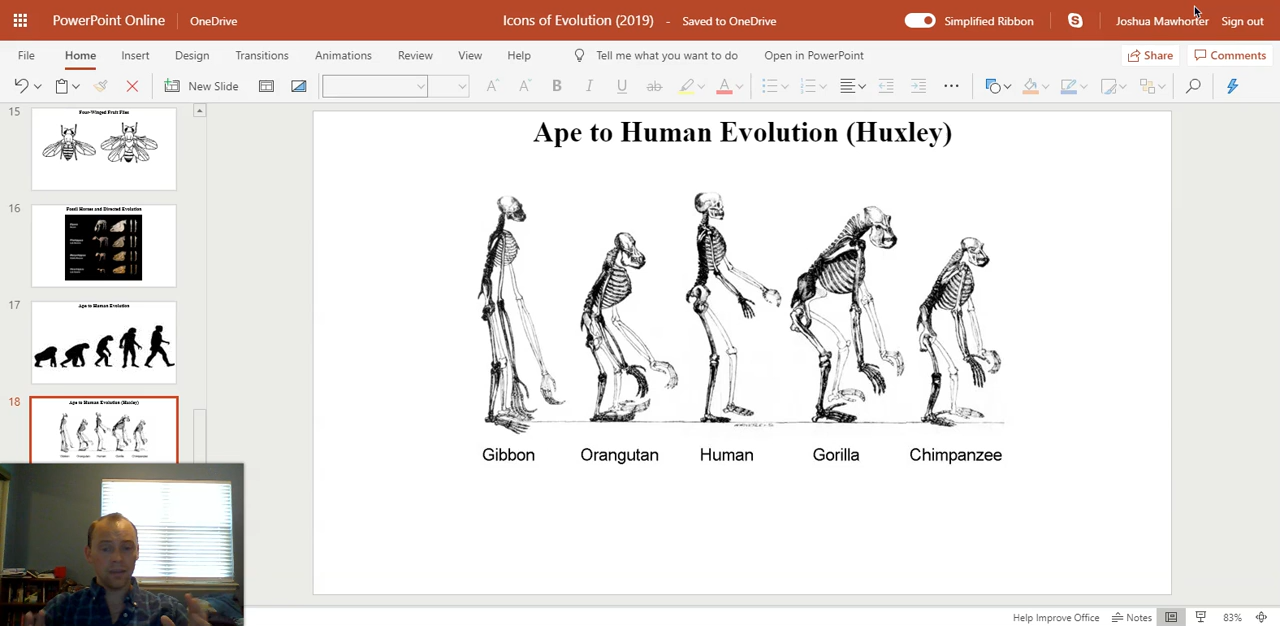 PowerPoint Online OneDrive Icons of Evolution (2019) - Saved to OneDrive Simplified Ribbon Joshua Mawhorter Sign out
File Home Insert Design Transitions Animations Review View Help Tell me what you want to do Open in PowerPoint Share Comments
New Slide B I U ab A
15
Four-Winged Fruit Flies
16
Fossil Horses and Directed Evolution
17
Ape to Human Evolution
18
Ape to Human Evolution (Huxley)
Ape to Human Evolution (Huxley)
Gibbon Orangutan Human Gorilla Chimpanzee
Help Improve Office Notes 83%